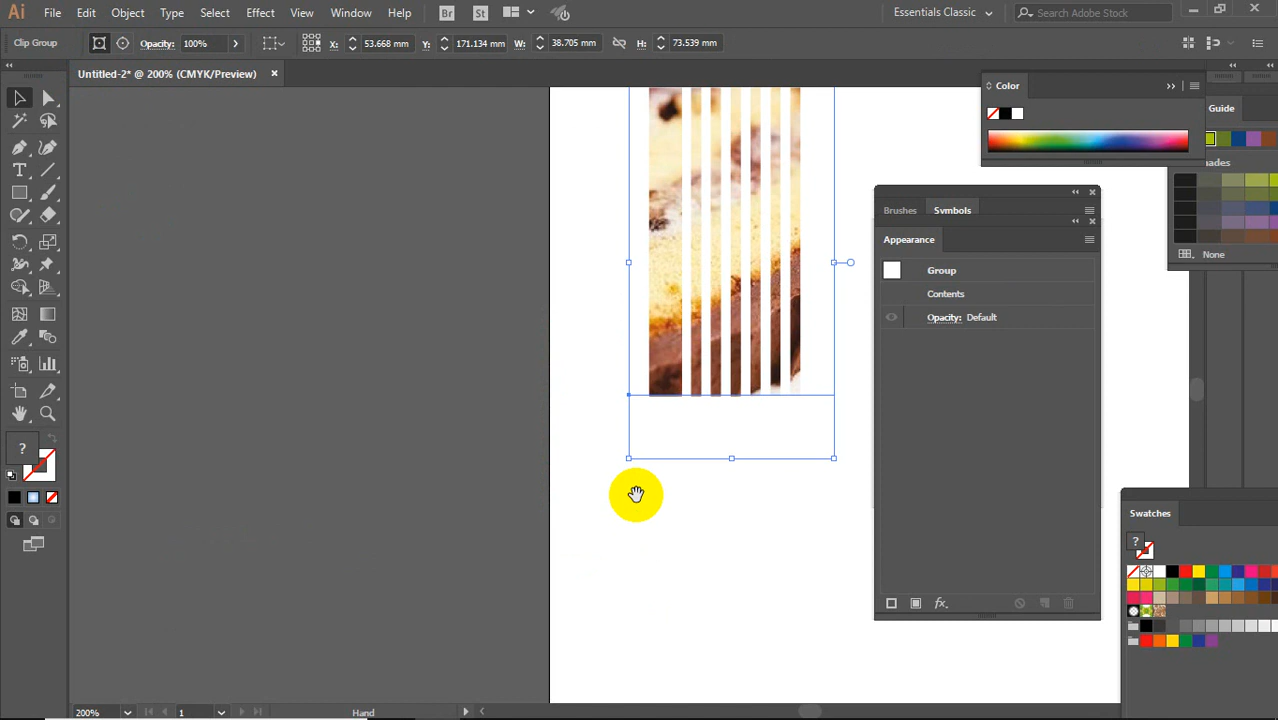 Ai File Edit Object Type Select Effect View Window Help Br St Essentials Classic Search Adobe Stock
Clip Group Opacity: 100% X: 53.668 mm Y: 171.134 mm W: 38.705 mm H: 73.539 mm
Untitled-2* @ 200% (CMYK/Preview)
Color
Guide
hades
Brushes Symbols
None
Appearance
Group
Contents
Opacity: Default
?
Swatches
?
fx
200% 1 Hand